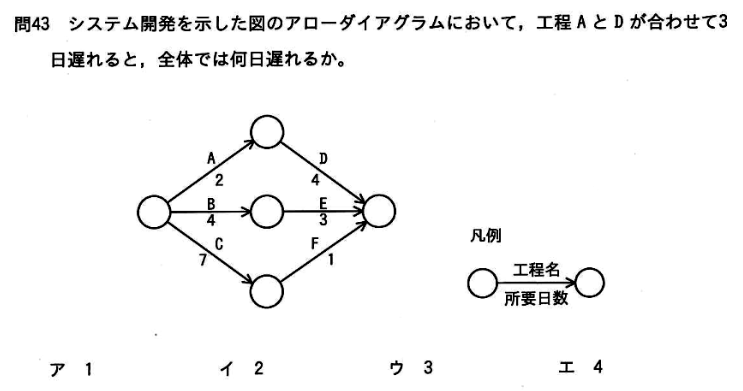 問43 システム開発を示した図のアローダイアグラムにおいて，工程AとDが合わせて3
日遅れると，全体では何日遅れるか。
A
2
D
4
B
4
E
3
C
7
F
1
凡例
工程名
所要日数
ア 1 イ 2 ウ 3 エ 4